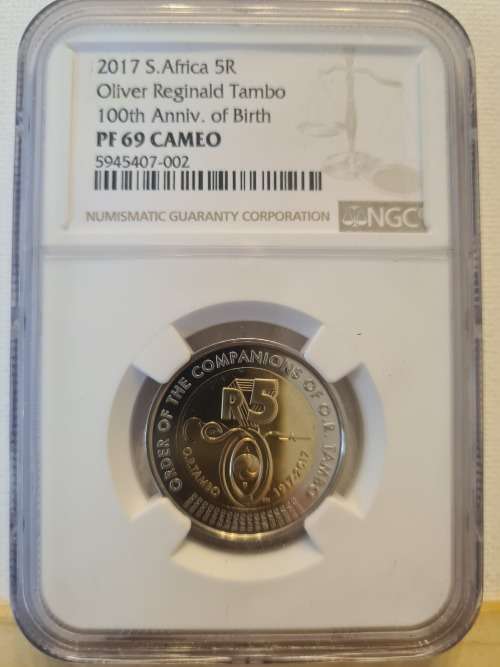 2017 S.Africa 5R
Oliver Reginald Tambo
100th Anniv. of Birth
PF 69 CAMEO
5945407-002
NUMISMATIC GUARANTY CORPORATION
NGC
ORDER OF THE COMPANIONS OF O.R. TAMBO
R5
O.R.TAMBO
1917-2017